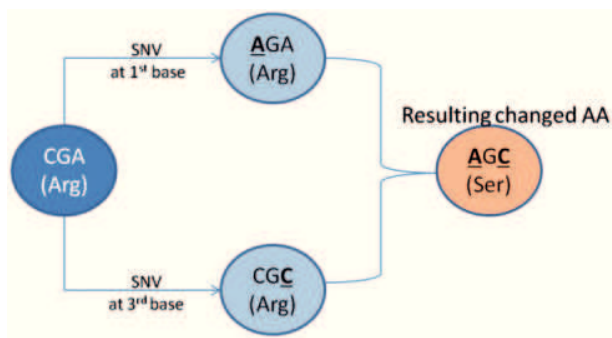 SNV
at 1st base
AGA
(Arg)
Resulting changed AA
CGA
(Arg)
AGC
(Ser)
SNV
at 3rd base
CGC
(Arg)